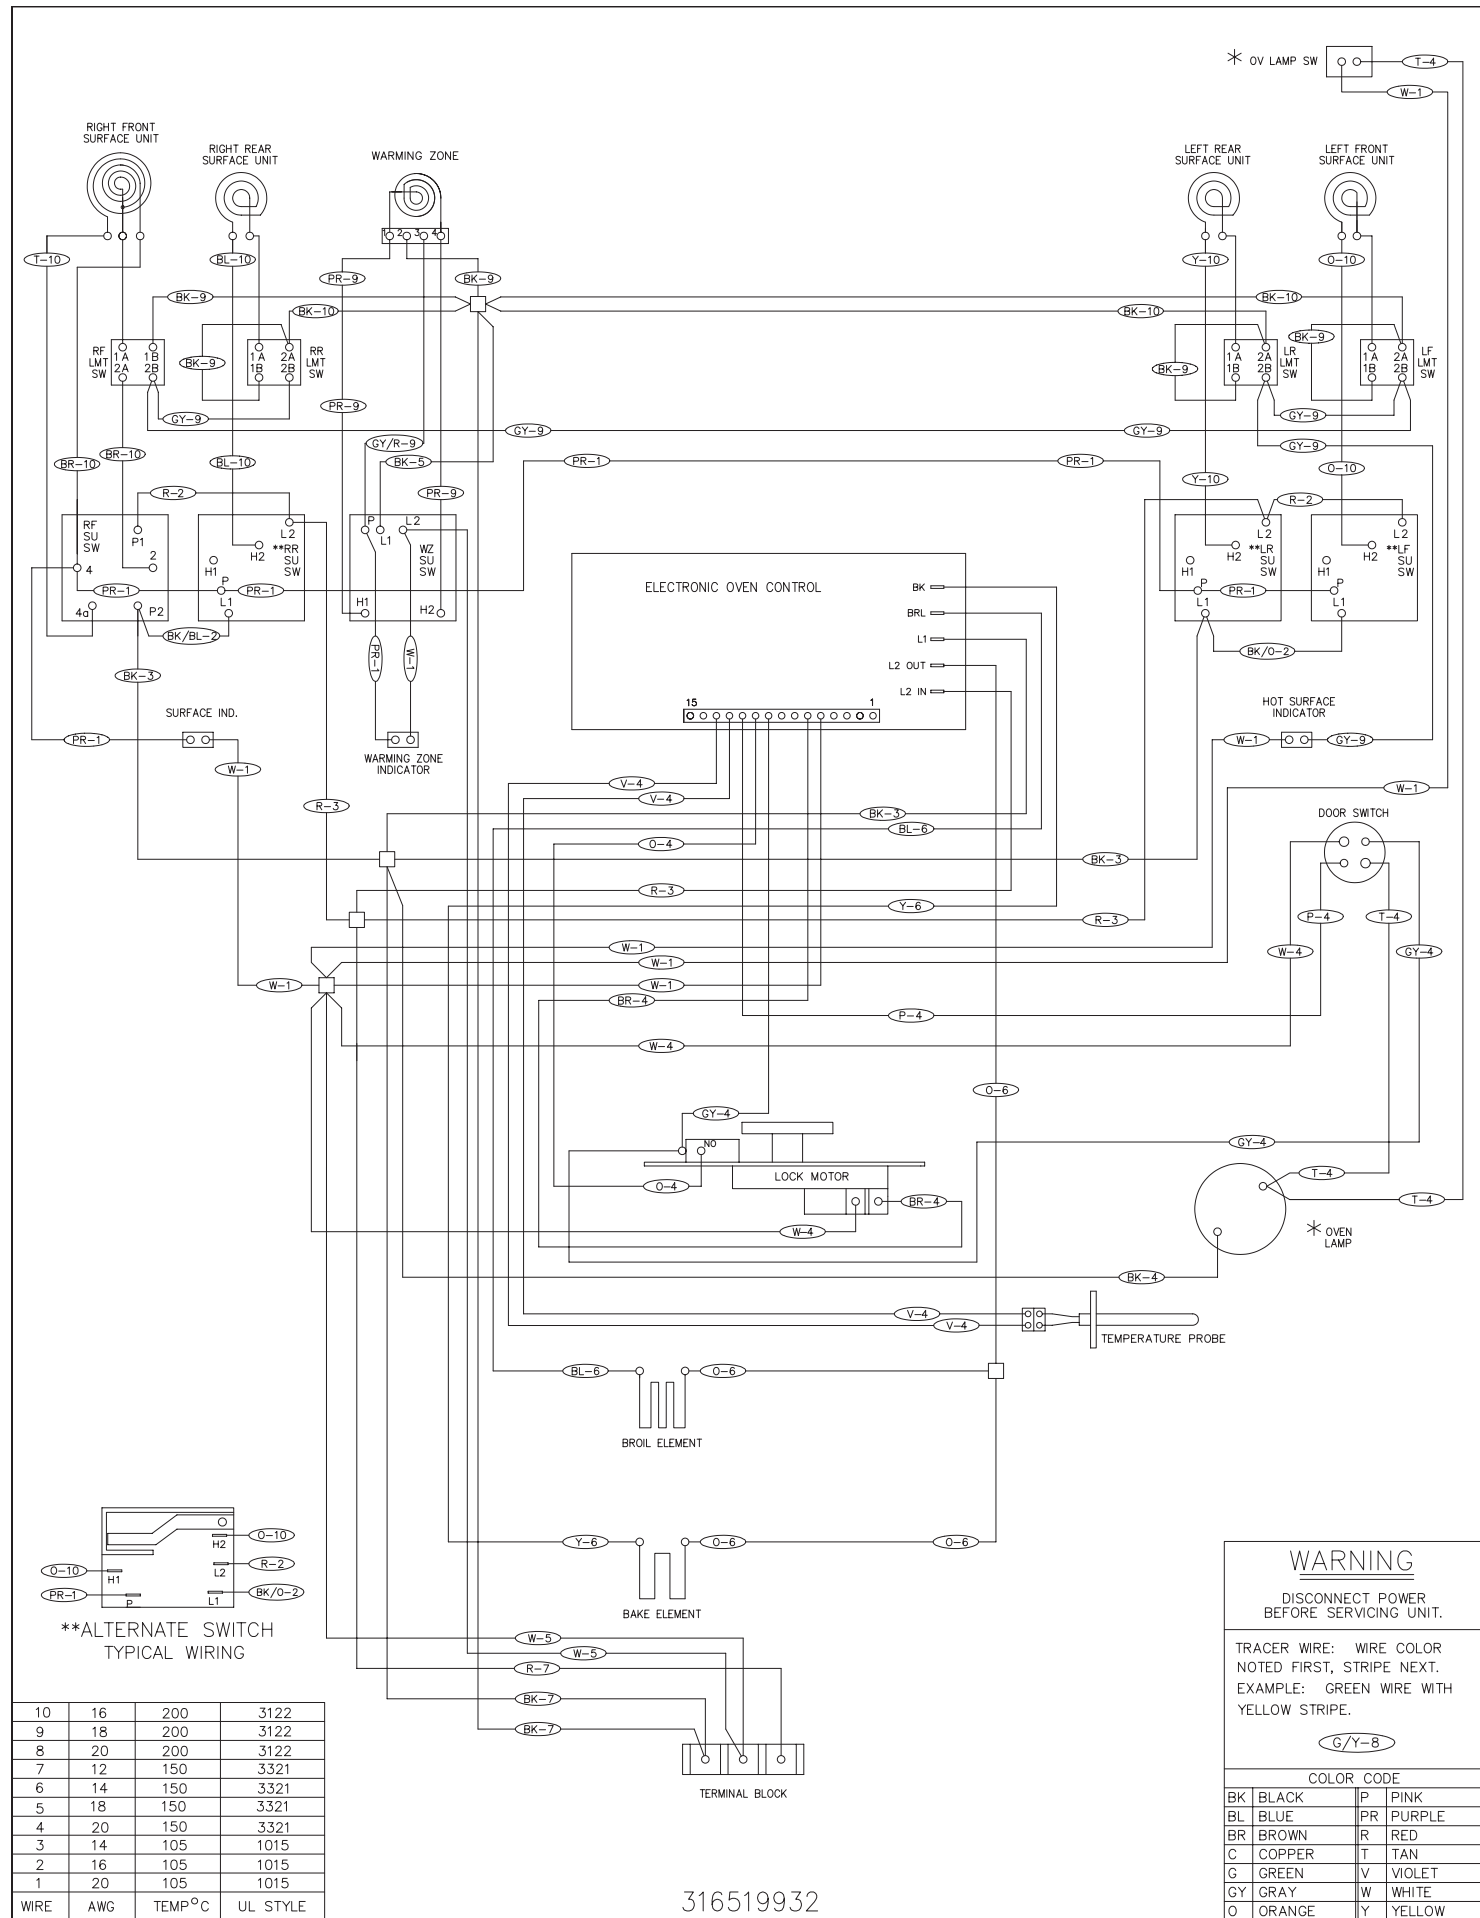 OV LAMP SW
T-4
W-1
RIGHT FRONT
SURFACE UNIT
RIGHT REAR
SURFACE UNIT
WARMING ZONE
LEFT REAR
SURFACE UNIT
LEFT FRONT
SURFACE UNIT
1 2 3 4
T-10
BL-10
PR-9
BK-9
Y-10
O-10
BK-9
BK-10
BK-10
BK-10
RF
LMT
SW
1A 1B
2A 2B
BK-9
1A 2A
1B 2B
RR
LMT
SW
BK-9
1A 2A
1B 2B
LR
LMT
SW
BK-9
1A 2A
1B 2B
LF
LMT
SW
PR-9
GY-9
GY-9
GY-9
GY-9
GY-9
GY/R-9
BR-10
BR-10
BL-10
BK-5
PR-1
PR-1
O-10
Y-10
R-2
PR-9
R-2
RF
SU
SW
P1
2
4
4a
P2
L2
H2
**RR
SU
SW
H1
P
L1
P
L1
L2
WZ
SU
SW
H1
H2
L2
H2
**LR
SU
SW
H1
P
L1
L2
H2
**LF
SU
SW
H1
P
L1
PR-1
PR-1
PR-1
BK/BL-2
BK/O-2
BK-3
PR-1
W-1
ELECTRONIC OVEN CONTROL
BK
BRL
L1
L2 OUT
L2 IN
15 1
SURFACE IND.
PR-1
W-1
WARMING ZONE
INDICATOR
HOT SURFACE
INDICATOR
W-1
GY-9
R-3
V-4
V-4
W-1
BK-3
BL-6
O-4
BK-3
DOOR SWITCH
R-3
Y-6
R-3
P-4
T-4
W-4
GY-4
W-1
W-1
W-1
W-1
BR-4
P-4
W-4
O-6
GY-4
NO
LOCK MOTOR
O-4
BR-4
W-4
GY-4
T-4
T-4
OVEN
LAMP
BK-4
V-4
V-4
TEMPERATURE PROBE
BL-6
O-6
BROIL ELEMENT
Y-6
O-6
O-6
BAKE ELEMENT
H2
O-10
O-10
H1
L2
R-2
PR-1
P
L1
BK/O-2
**ALTERNATE SWITCH
TYPICAL WIRING
W-5
W-5
R-7
BK-7
BK-7
TERMINAL BLOCK
WARNING
DISCONNECT POWER
BEFORE SERVICING UNIT.
TRACER WIRE: WIRE COLOR
NOTED FIRST, STRIPE NEXT.
EXAMPLE: GREEN WIRE WITH
YELLOW STRIPE.
G/Y-8
COLOR CODE
BK BLACK P PINK
BL BLUE PR PURPLE
BR BROWN R RED
C COPPER T TAN
G GREEN V VIOLET
GY GRAY W WHITE
O ORANGE Y YELLOW
10 16 200 3122
9 18 200 3122
8 20 200 3122
7 12 150 3321
6 14 150 3321
5 18 150 3321
4 20 150 3321
3 14 105 1015
2 16 105 1015
1 20 105 1015
WIRE AWG TEMP°C UL STYLE
316519932